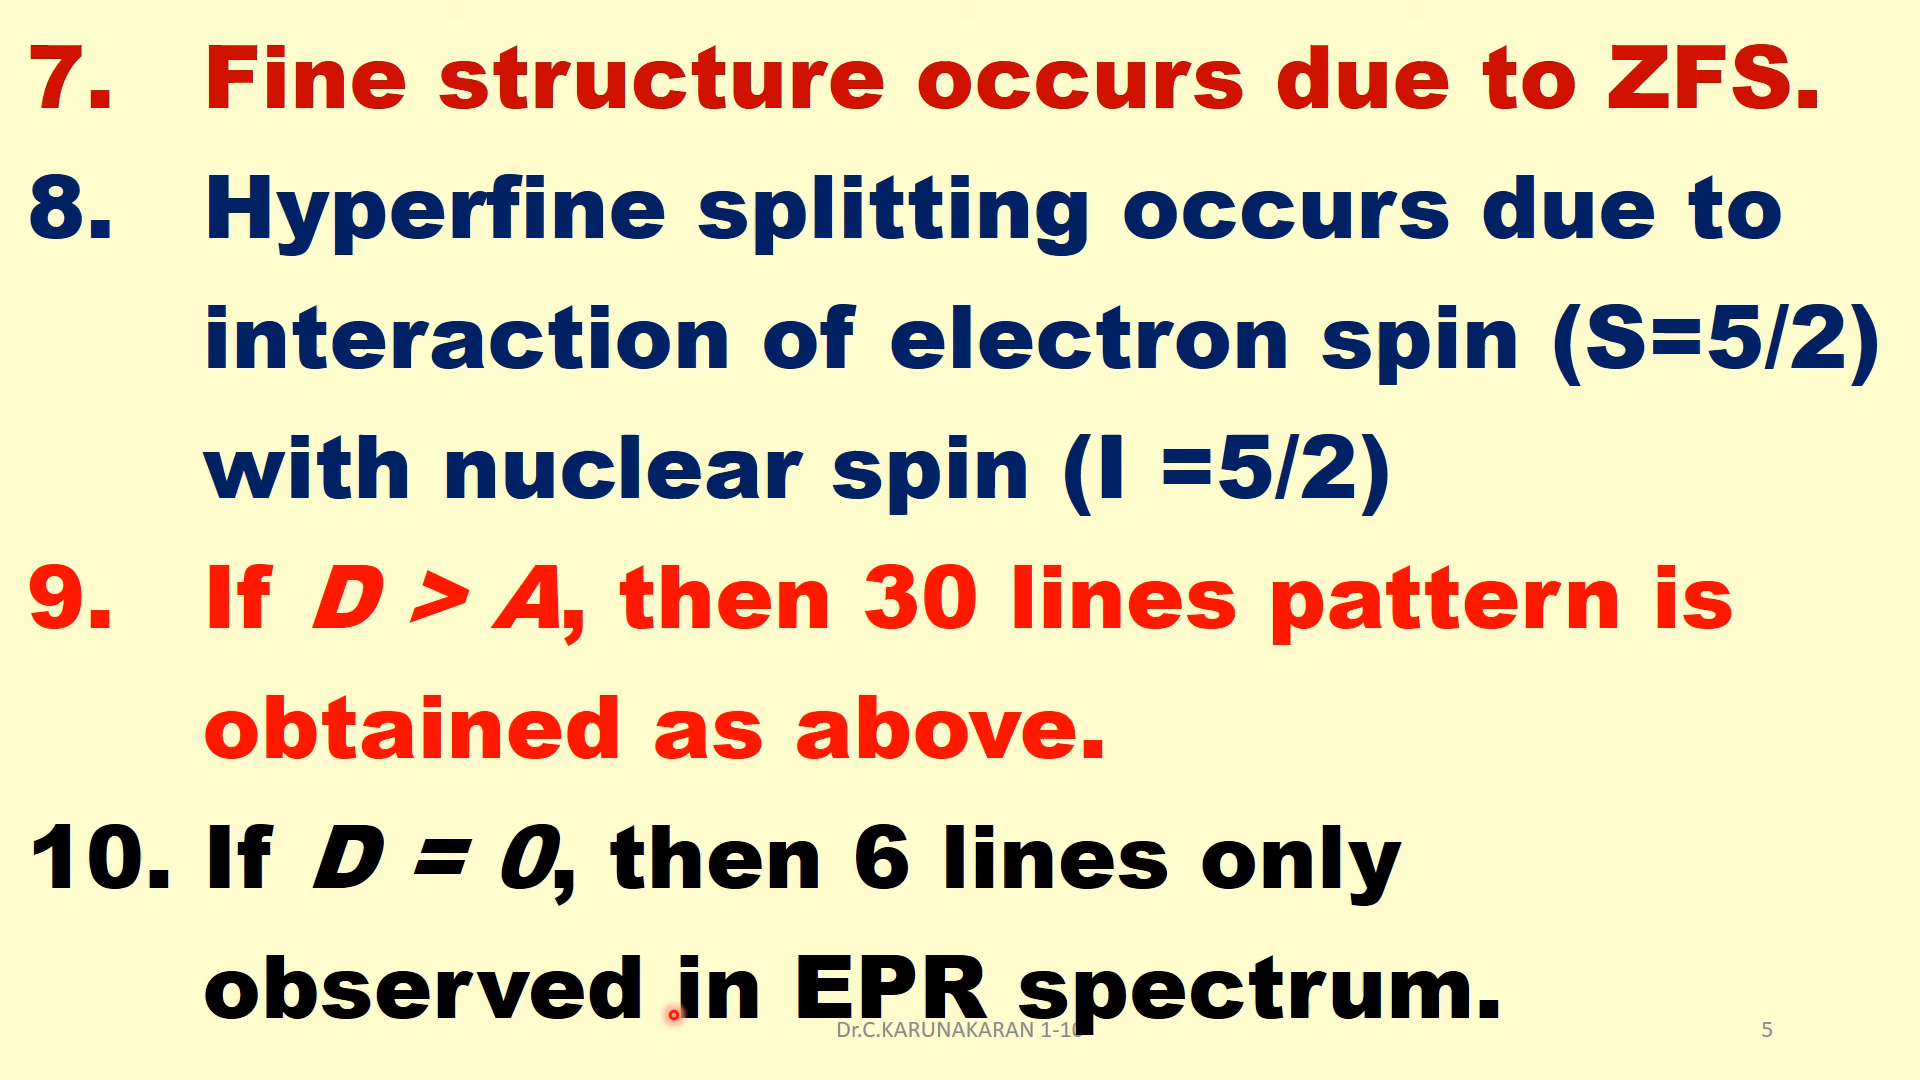 7. Fine structure occurs due to ZFS.
8. Hyperfine splitting occurs due to
interaction of electron spin (S=5/2)
with nuclear spin (I =5/2)
9. If D > A, then 30 lines pattern is
obtained as above.
10. If D = 0, then 6 lines only
observed in EPR spectrum.
Dr.C.KARUNAKARAN 1-10
5